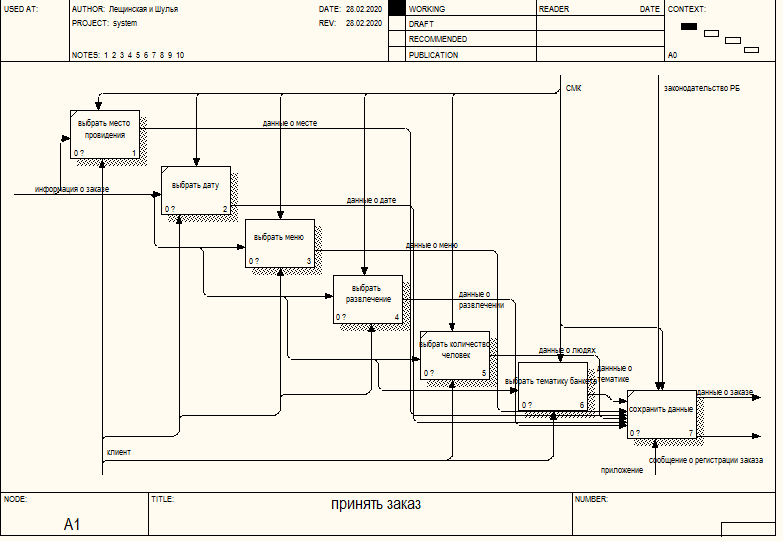 USED AT:
AUTHOR: Лещинская и Шулья
DATE: 28.02.2020
PROJECT: system
REV: 28.02.2020
NOTES: 1 2 3 4 5 6 7 8 9 10
WORKING
DRAFT
RECOMMENDED
PUBLICATION
READER
DATE
CONTEXT:
A0
СМК
законодательство РБ
выбрать место
провидения
0 ?
1
данные о месте
информация о заказе
выбрать дату
0 ?
2
данные о дате
выбрать меню
0 ?
3
данные о меню
выбрать
развлечение
0 ?
4
данные о
развлечении
выбрать количество
человек
0 ?
5
данные о людях
выбрать тематику банкета
0 ?
6
даннные о
тематике
сохранить данные
0 ?
7
данные о заказе
сообщение о регистрации заказа
приложение
клиент
NODE:
A1
TITLE:
принять заказ
NUMBER: